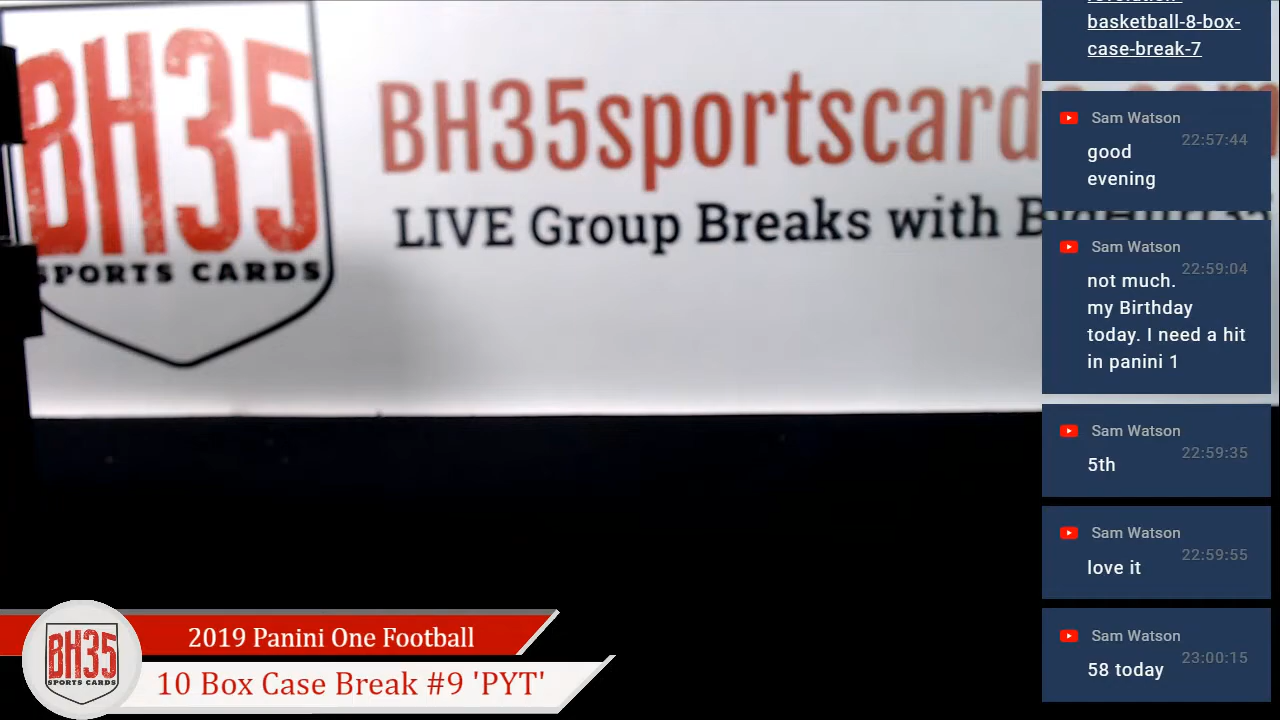 BH35
SPORTS CARDS
BH35sportscard
LIVE Group Breaks with
revolution-
basketball-8-box-
case-break-7
Sam Watson
22:57:44
good
evening
Sam Watson
22:59:04
not much.
my Birthday
today. I need a hit
in panini 1
Sam Watson
22:59:35
5th
Sam Watson
22:59:55
love it
Sam Watson
23:00:15
58 today
2019 Panini One Football
10 Box Case Break #9 'PYT'
BH35
SPORTS CARDS